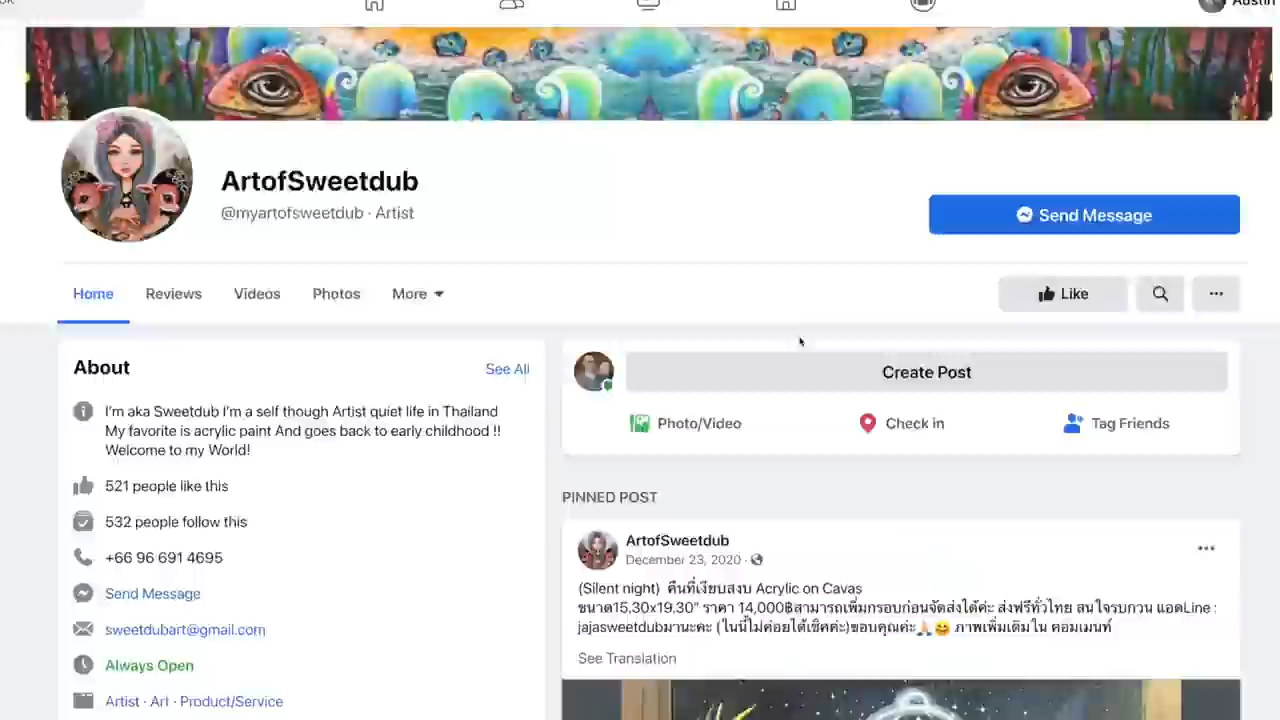 Austin
ArtofSweetdub
@myartofsweetdub · Artist
Send Message
Home Reviews Videos Photos More
Like
About
See All
I'm aka Sweetdub I'm a self though Artist quiet life in Thailand
My favorite is acrylic paint And goes back to early childhood !!
Welcome to my World!
521 people like this
532 people follow this
+66 96 691 4695
Send Message
sweetdubart@gmail.com
Always Open
Artist · Art · Product/Service
Create Post
Photo/Video Check in Tag Friends
PINNED POST
ArtofSweetdub
December 23, 2020 ·
(Silent night) คืนที่เงียบสงบ Acrylic on Cavas
ขนาด15.30x19.30" ราคา 14,000฿สามารถเพิ่มกรอบก่อนจัดส่งได้ค่ะ ส่งฟรีทั่วไทย สนใจรบกวน แอดLine :
jajasweetdubมานะคะ (ในนี้ไม่ค่อยได้เช็คค่ะ)ขอบคุณค่ะ🙏😊 ภาพเพิ่มเติมใน คอมเมนท์
See Translation